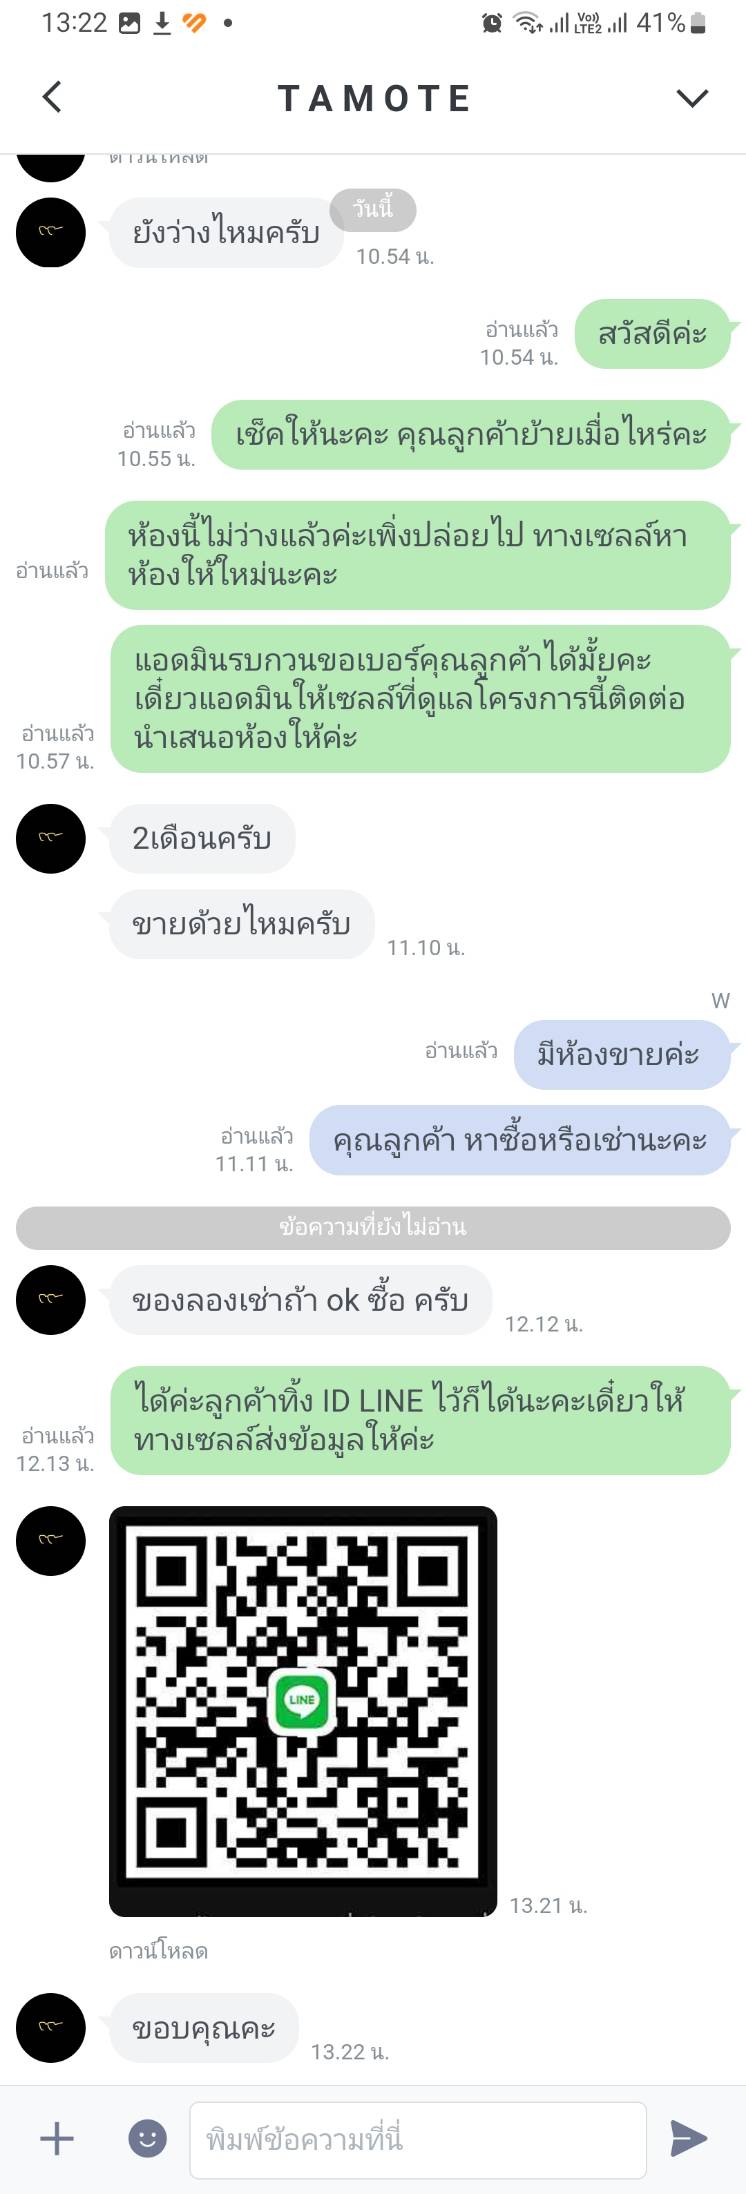 13:22
Vo))
LTE2
41%
TAMOTE
ดาวน์โหลด
วันนี้
ยังว่างไหมครับ
10.54 น.
สวัสดีค่ะ
อ่านแล้ว
10.54 น.
เช็คให้นะคะ คุณลูกค้าย้ายเมื่อไหร่คะ
อ่านแล้ว
10.55 น.
ห้องนี้ไม่ว่างแล้วค่ะเพิ่งปล่อยไป ทางเซลล์หา
ห้องให้ใหม่นะคะ
อ่านแล้ว
แอดมินรบกวนขอเบอร์คุณลูกค้าได้มั้ยคะ
เดี๋ยวแอดมินให้เซลล์ที่ดูแลโครงการนี้ติดต่อ
นำเสนอห้องให้ค่ะ
อ่านแล้ว
10.57 น.
2เดือนครับ
ขายด้วยไหมครับ
11.10 น.
W
มีห้องขายค่ะ
อ่านแล้ว
คุณลูกค้า หาซื้อหรือเช่านะคะ
อ่านแล้ว
11.11 น.
ข้อความที่ยังไม่อ่าน
ของลองเช่าถ้า ok ซื้อ ครับ
12.12 น.
ได้ค่ะลูกค้าทิ้ง ID LINE ไว้ก็ได้นะคะเดี๋ยวให้
ทางเซลล์ส่งข้อมูลให้ค่ะ
อ่านแล้ว
12.13 น.
LINE
13.21 น.
ดาวน์โหลด
ขอบคุณคะ
13.22 น.
พิมพ์ข้อความที่นี่